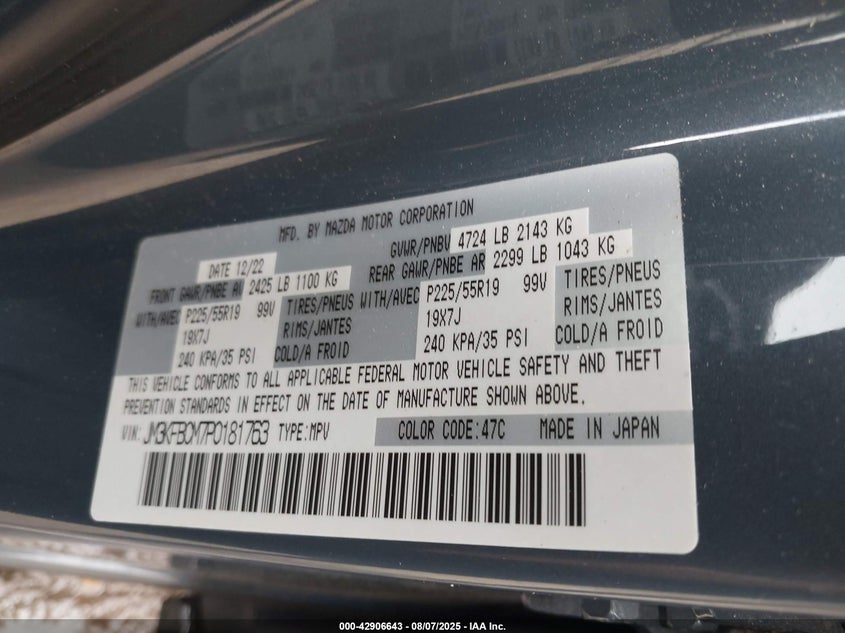 MFD. BY MAZDA MOTOR CORPORATION
DATE 12/22 GVWR/PNBV 4724 LB 2143 KG
FRONT GAWR/PNBE AV 2425 LB 1100 KG REAR GAWR/PNBE AR 2299 LB 1043 KG
WITH/AVEC P225/55R19 99V TIRES/PNEUS WITH/AVEC P225/55R19 99V TIRES/PNEUS
19X7J RIMS/JANTES 19X7J RIMS/JANTES
240 KPA/35 PSI COLD/A FROID 240 KPA/35 PSI COLD/A FROID
THIS VEHICLE CONFORMS TO ALL APPLICABLE FEDERAL MOTOR VEHICLE SAFETY AND THEFT
PREVENTION STANDARDS IN EFFECT ON THE DATE OF MANUFACTURE SHOWN ABOVE.
VIN: JM3KFBCM7P0181763 TYPE:MPV COLOR CODE:47C MADE IN JAPAN
000-42906643 - 08/07/2025 - IAA Inc.